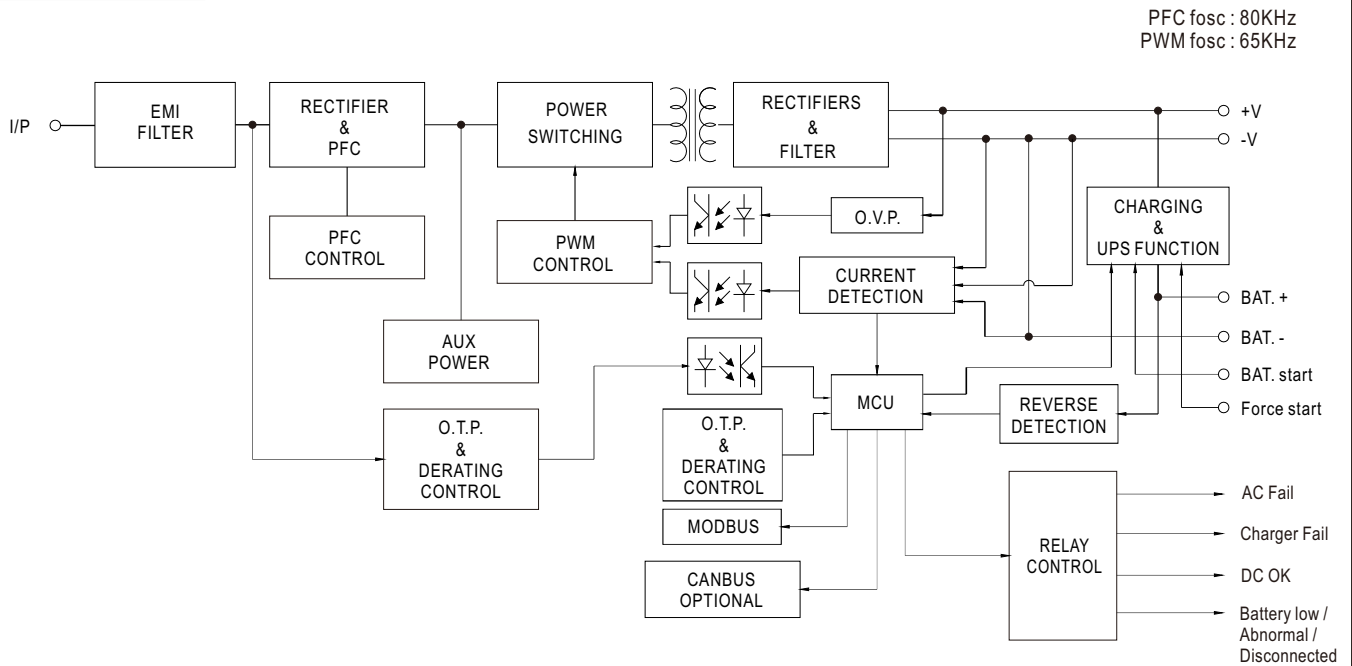 PFC fosc : 80KHz
PWM fosc : 65KHz
I/P
EMI
FILTER
RECTIFIER
&
PFC
POWER
SWITCHING
RECTIFIERS
&
FILTER
+V
-V
PFC
CONTROL
PWM
CONTROL
O.V.P.
CHARGING
&
UPS FUNCTION
CURRENT
DETECTION
BAT. +
BAT. -
AUX
POWER
BAT. start
Force start
MCU
REVERSE
DETECTION
O.T.P.
&
DERATING
CONTROL
O.T.P.
&
DERATING
CONTROL
MODBUS
CANBUS
OPTIONAL
RELAY
CONTROL
AC Fail
Charger Fail
DC OK
Battery low /
Abnormal /
Disconnected